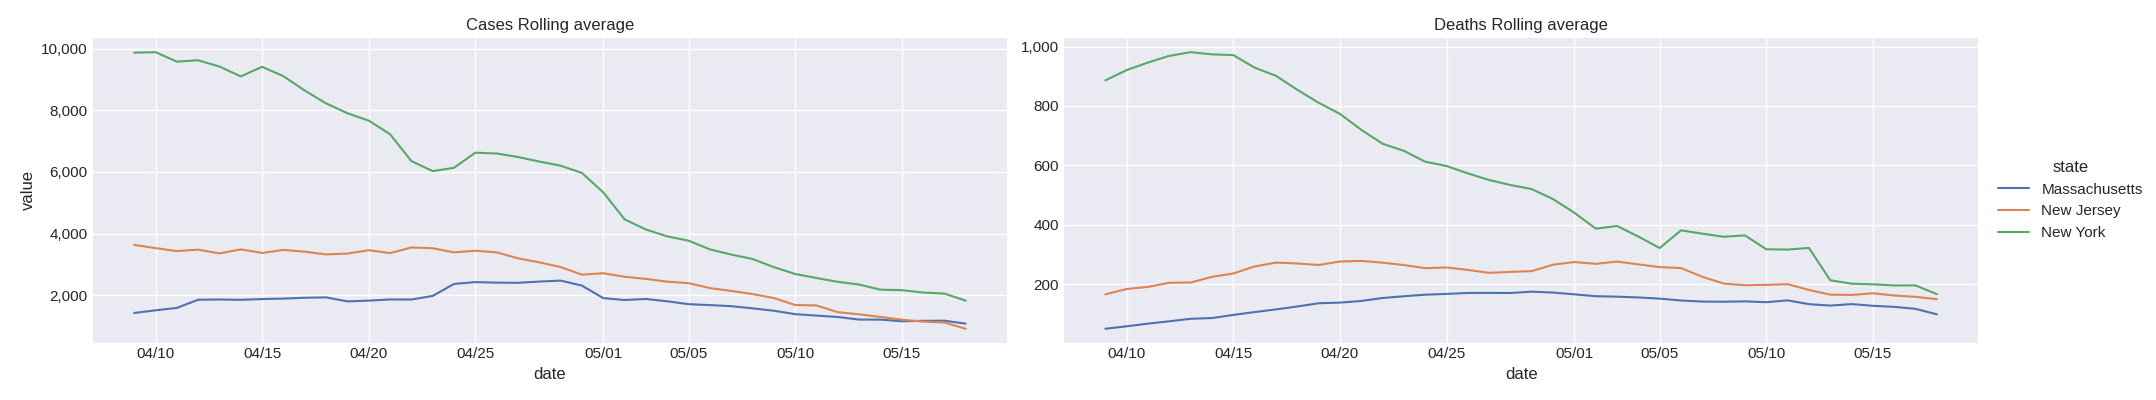 Cases Rolling average
10,000
8,000
6,000
4,000
2,000
value
04/10 04/15 04/20 04/25 05/01 05/05 05/10 05/15
date
Deaths Rolling average
1,000
800
600
400
200
04/10 04/15 04/20 04/25 05/01 05/05 05/10 05/15
date
state
Massachusetts
New Jersey
New York